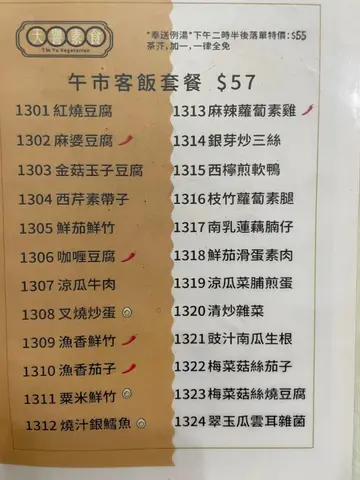 大魚素食
Tai Yu Vegetarian
*奉送例湯*下午二時半後落單特價:$55
茶芥,加一,一律全免
午市客飯套餐 $57
1301 紅燒豆腐
1302 麻婆豆腐
1303 金菇玉子豆腐
1304 西芹素帶子
1305 鮮茄鮮竹
1306 咖喱豆腐
1307 涼瓜牛肉
1308 叉燒炒蛋
1309 漁香鮮竹
1310 漁香茄子
1311 粟米鮮竹
1312 燒汁銀鱈魚
1313 麻辣蘿蔔素雞
1314 銀芽炒三絲
1315 西檸煎軟鴨
1316 枝竹蘿蔔素腿
1317 南乳蓮藕腩仔
1318 鮮茄滑蛋素肉
1319 涼瓜菜脯煎蛋
1320 清炒雜菜
1321 豉汁南瓜生根
1322 梅菜菇絲茄子
1323 梅菜菇絲燒豆腐
1324 翠玉瓜雲耳雜菌